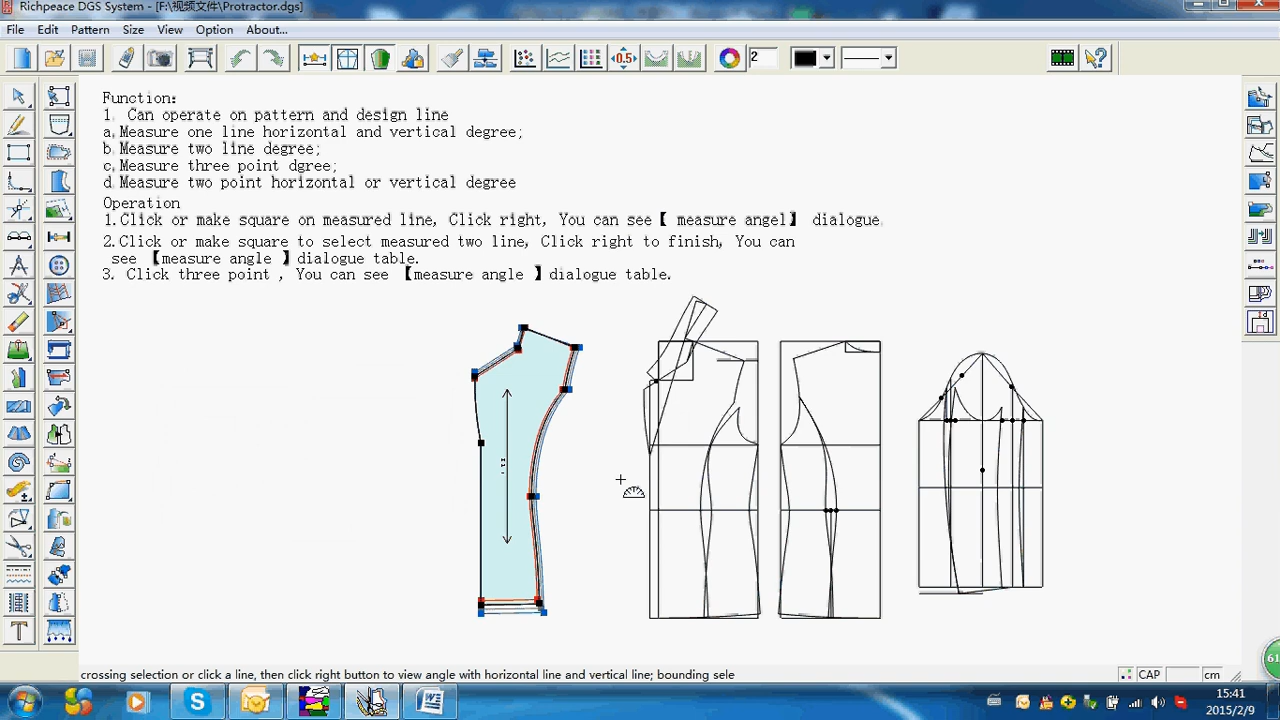 Richpeace DGS System - [F:\视频文件\Protractor.dgs]
File Edit Pattern Size View Option About...
+0.5+
2
Function:
1. Can operate on pattern and design line
a.Measure one line horizontal and vertical degree;
b.Measure two line degree;
c.Measure three point dgree;
d.Measure two point horizontal or vertical degree
Operation
1.Click or make square on measured line, Click right, You can see【 measure angel】 dialogue.
2.Click or make square to select measured two line, Click right to finish, You can
see 【measure angle 】dialogue table.
3. Click three point , You can see 【measure angle 】dialogue table.
61
crossing selection or click a line, then click right button to view angle with horizontal line and vertical line; bounding sele
CAP
cm
15:41
2015/2/9